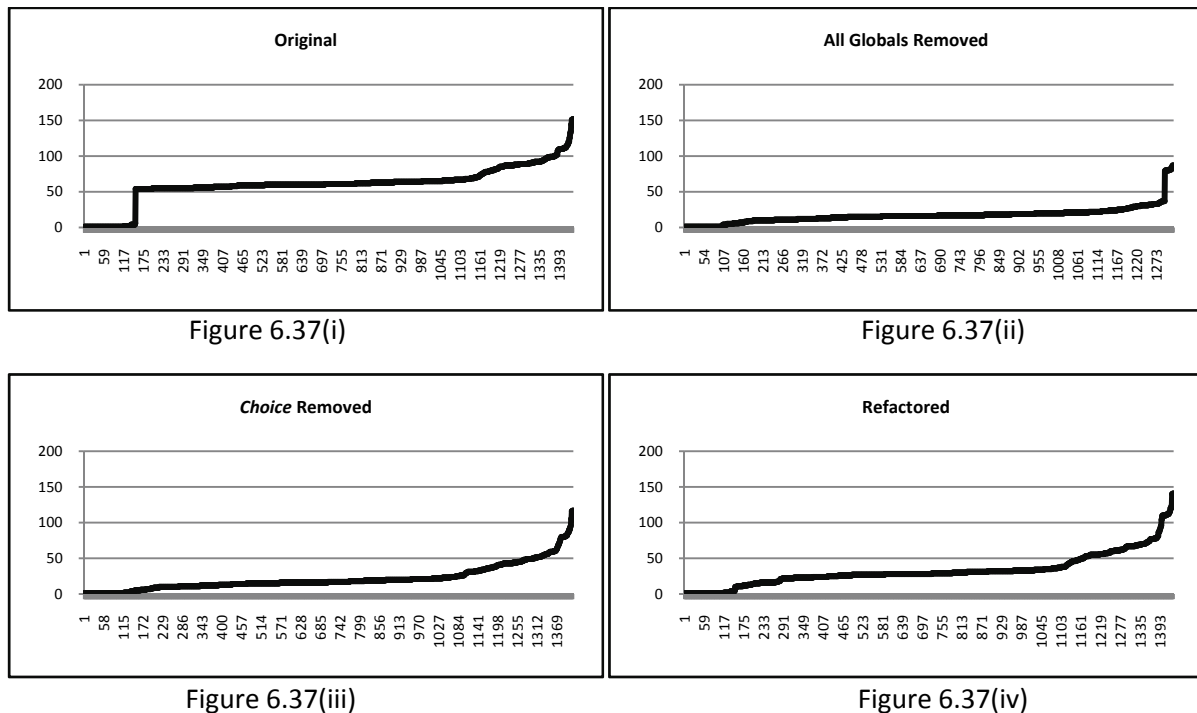 Original
200
150
100
50
0
1 59 117 175 233 291 349 407 465 523 581 639 697 755 813 871 929 987 1045 1103 1161 1219 1277 1335 1393
Figure 6.37(i)
All Globals Removed
200
150
100
50
0
1 54 107 160 213 266 319 372 425 478 531 584 637 690 743 796 849 902 955 1008 1061 1114 1167 1220 1273
Figure 6.37(ii)
Choice Removed
200
150
100
50
0
1 58 115 172 229 286 343 400 457 514 571 628 685 742 799 856 913 970 1027 1084 1141 1198 1255 1312 1369
Figure 6.37(iii)
Refactored
200
150
100
50
0
1 59 117 175 233 291 349 407 465 523 581 639 697 755 813 871 929 987 1045 1103 1161 1219 1277 1335 1393
Figure 6.37(iv)